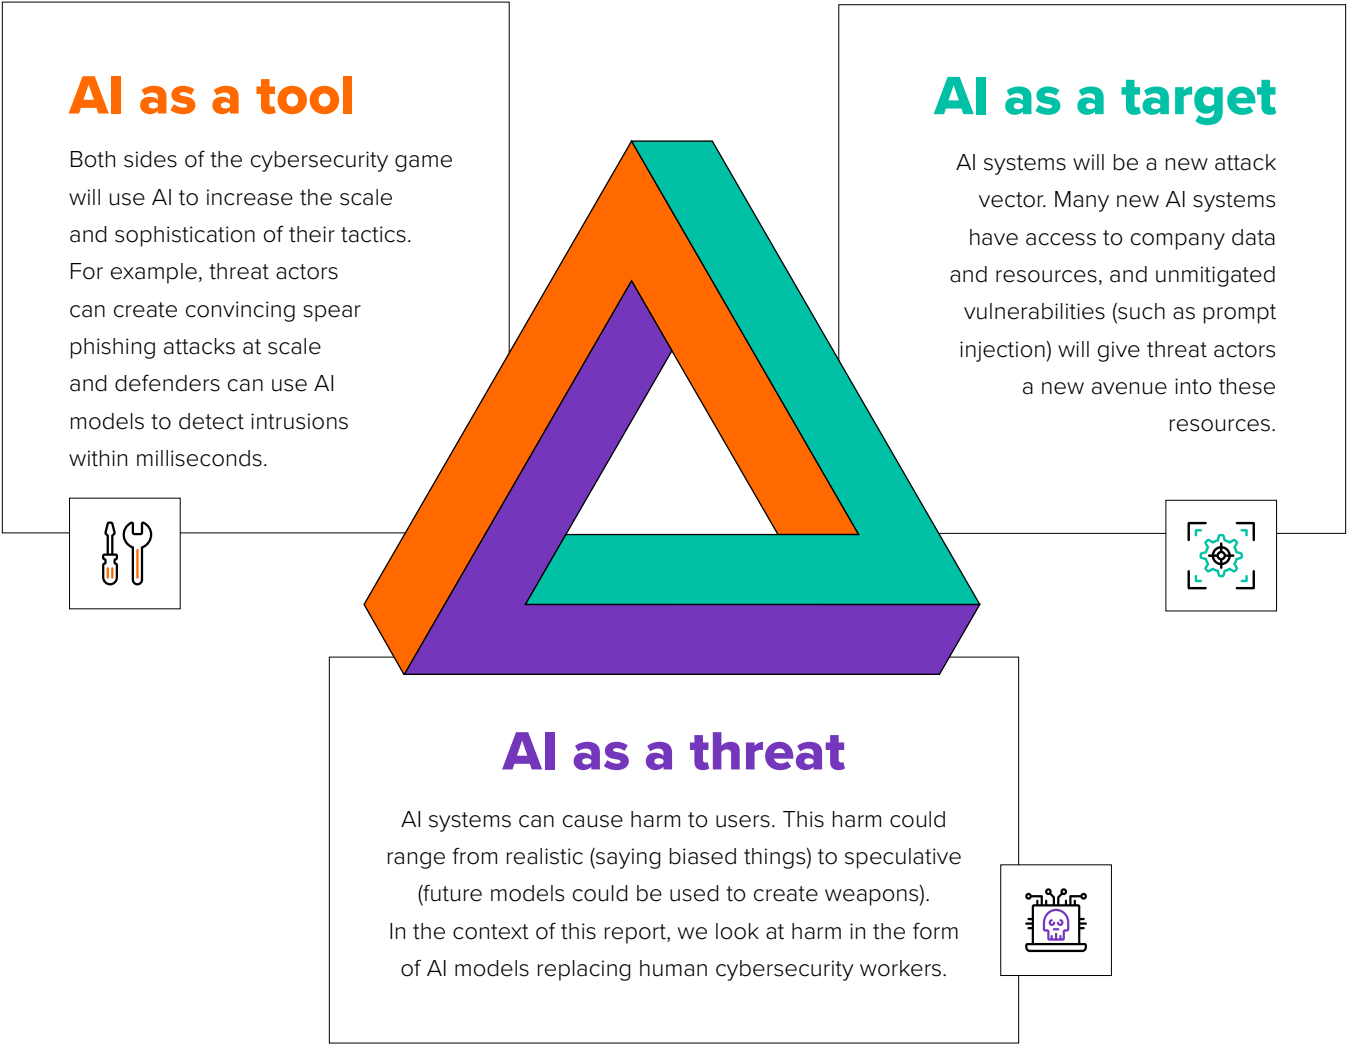 AI as a tool
Both sides of the cybersecurity game
will use AI to increase the scale
and sophistication of their tactics.
For example, threat actors
can create convincing spear
phishing attacks at scale
and defenders can use AI
models to detect intrusions
within milliseconds.
AI as a target
AI systems will be a new attack
vector. Many new AI systems
have access to company data
and resources, and unmitigated
vulnerabilities (such as prompt
injection) will give threat actors
a new avenue into these
resources.
AI as a threat
AI systems can cause harm to users. This harm could
range from realistic (saying biased things) to speculative
(future models could be used to create weapons).
In the context of this report, we look at harm in the form
of AI models replacing human cybersecurity workers.